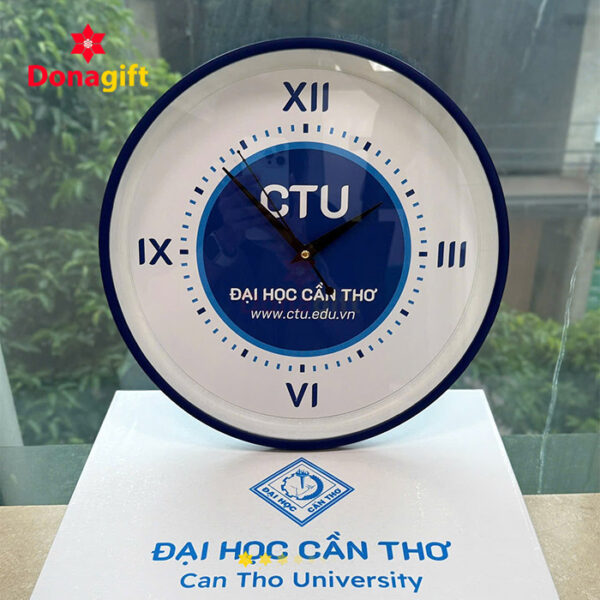 Donagift
XII
CTU
IX
III
ĐẠI HỌC CẦN THƠ
www.ctu.edu.vn
VI
ĐẠI HỌC
CẦN THƠ
ĐẠI HỌC CẦN THƠ
Can Tho University